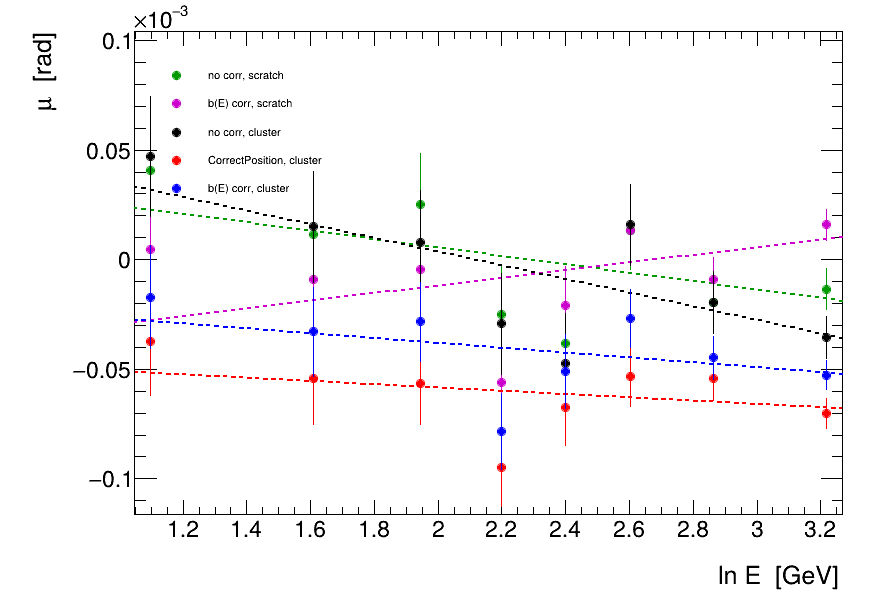 ×10⁻³
μ [rad]
0.1
0.05
0
−0.05
−0.1
no corr, scratch
b(E) corr, scratch
no corr, cluster
CorrectPosition, cluster
b(E) corr, cluster
1.2 1.4 1.6 1.8 2 2.2 2.4 2.6 2.8 3 3.2
ln E [GeV]